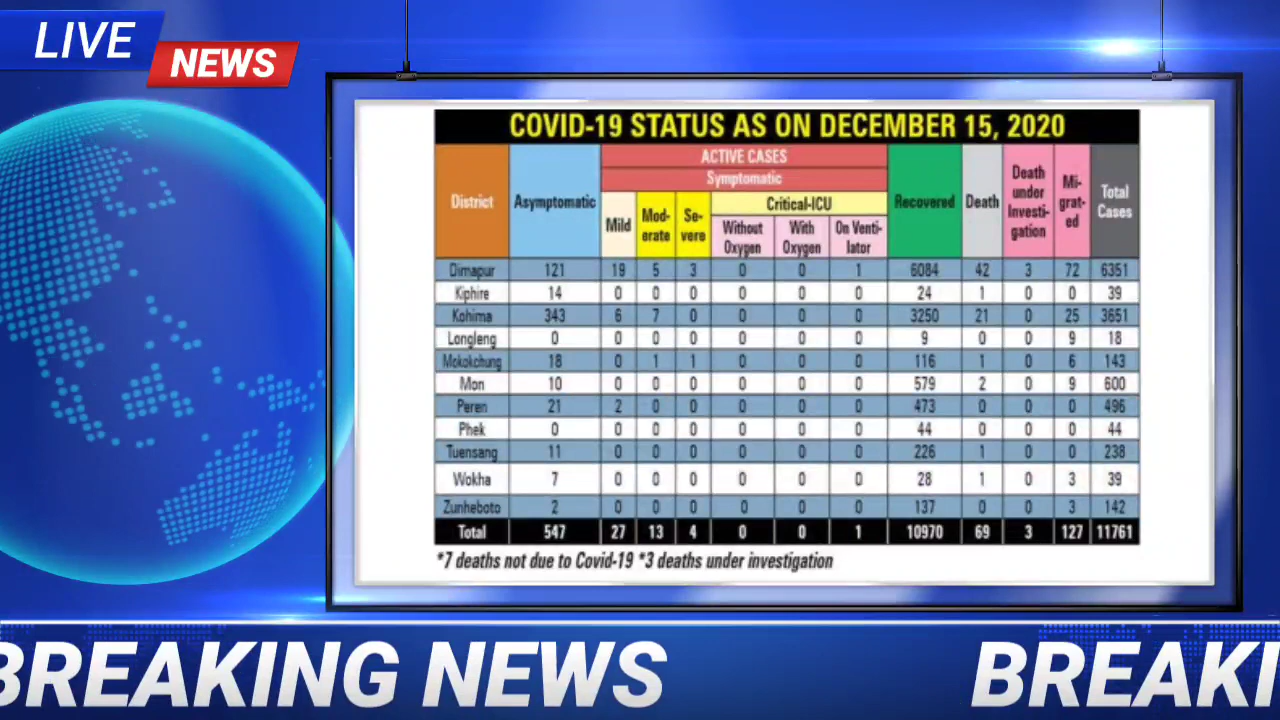 LIVE
NEWS
COVID-19 STATUS AS ON DECEMBER 15, 2020
District Asymptomatic ACTIVE CASES Recovered Death Death under Investi-gation Mi-grat-ed Total Cases
Symptomatic
Mild Mod-erate Se-vere Critical-ICU
Without Oxygen With Oxygen On Venti-lator
Dimapur 121 19 5 3 0 0 1 6084 42 3 72 6351
Kiphire 14 0 0 0 0 0 0 24 1 0 0 39
Kohima 343 6 7 0 0 0 0 3250 21 0 25 3651
Longleng 0 0 0 0 0 0 0 9 0 0 9 18
Mokokchung 18 0 1 1 0 0 0 116 1 0 6 143
Mon 10 0 0 0 0 0 0 579 2 0 9 600
Peren 21 2 0 0 0 0 0 473 0 0 0 496
Phek 0 0 0 0 0 0 0 44 0 0 0 44
Tuensang 11 0 0 0 0 0 0 226 1 0 0 238
Wokha 7 0 0 0 0 0 0 28 1 0 3 39
Zunheboto 2 0 0 0 0 0 0 137 0 0 3 142
Total 547 27 13 4 0 0 1 10970 69 3 127 11761
*7 deaths not due to Covid-19 *3 deaths under investigation
BREAKING NEWS BREAKI